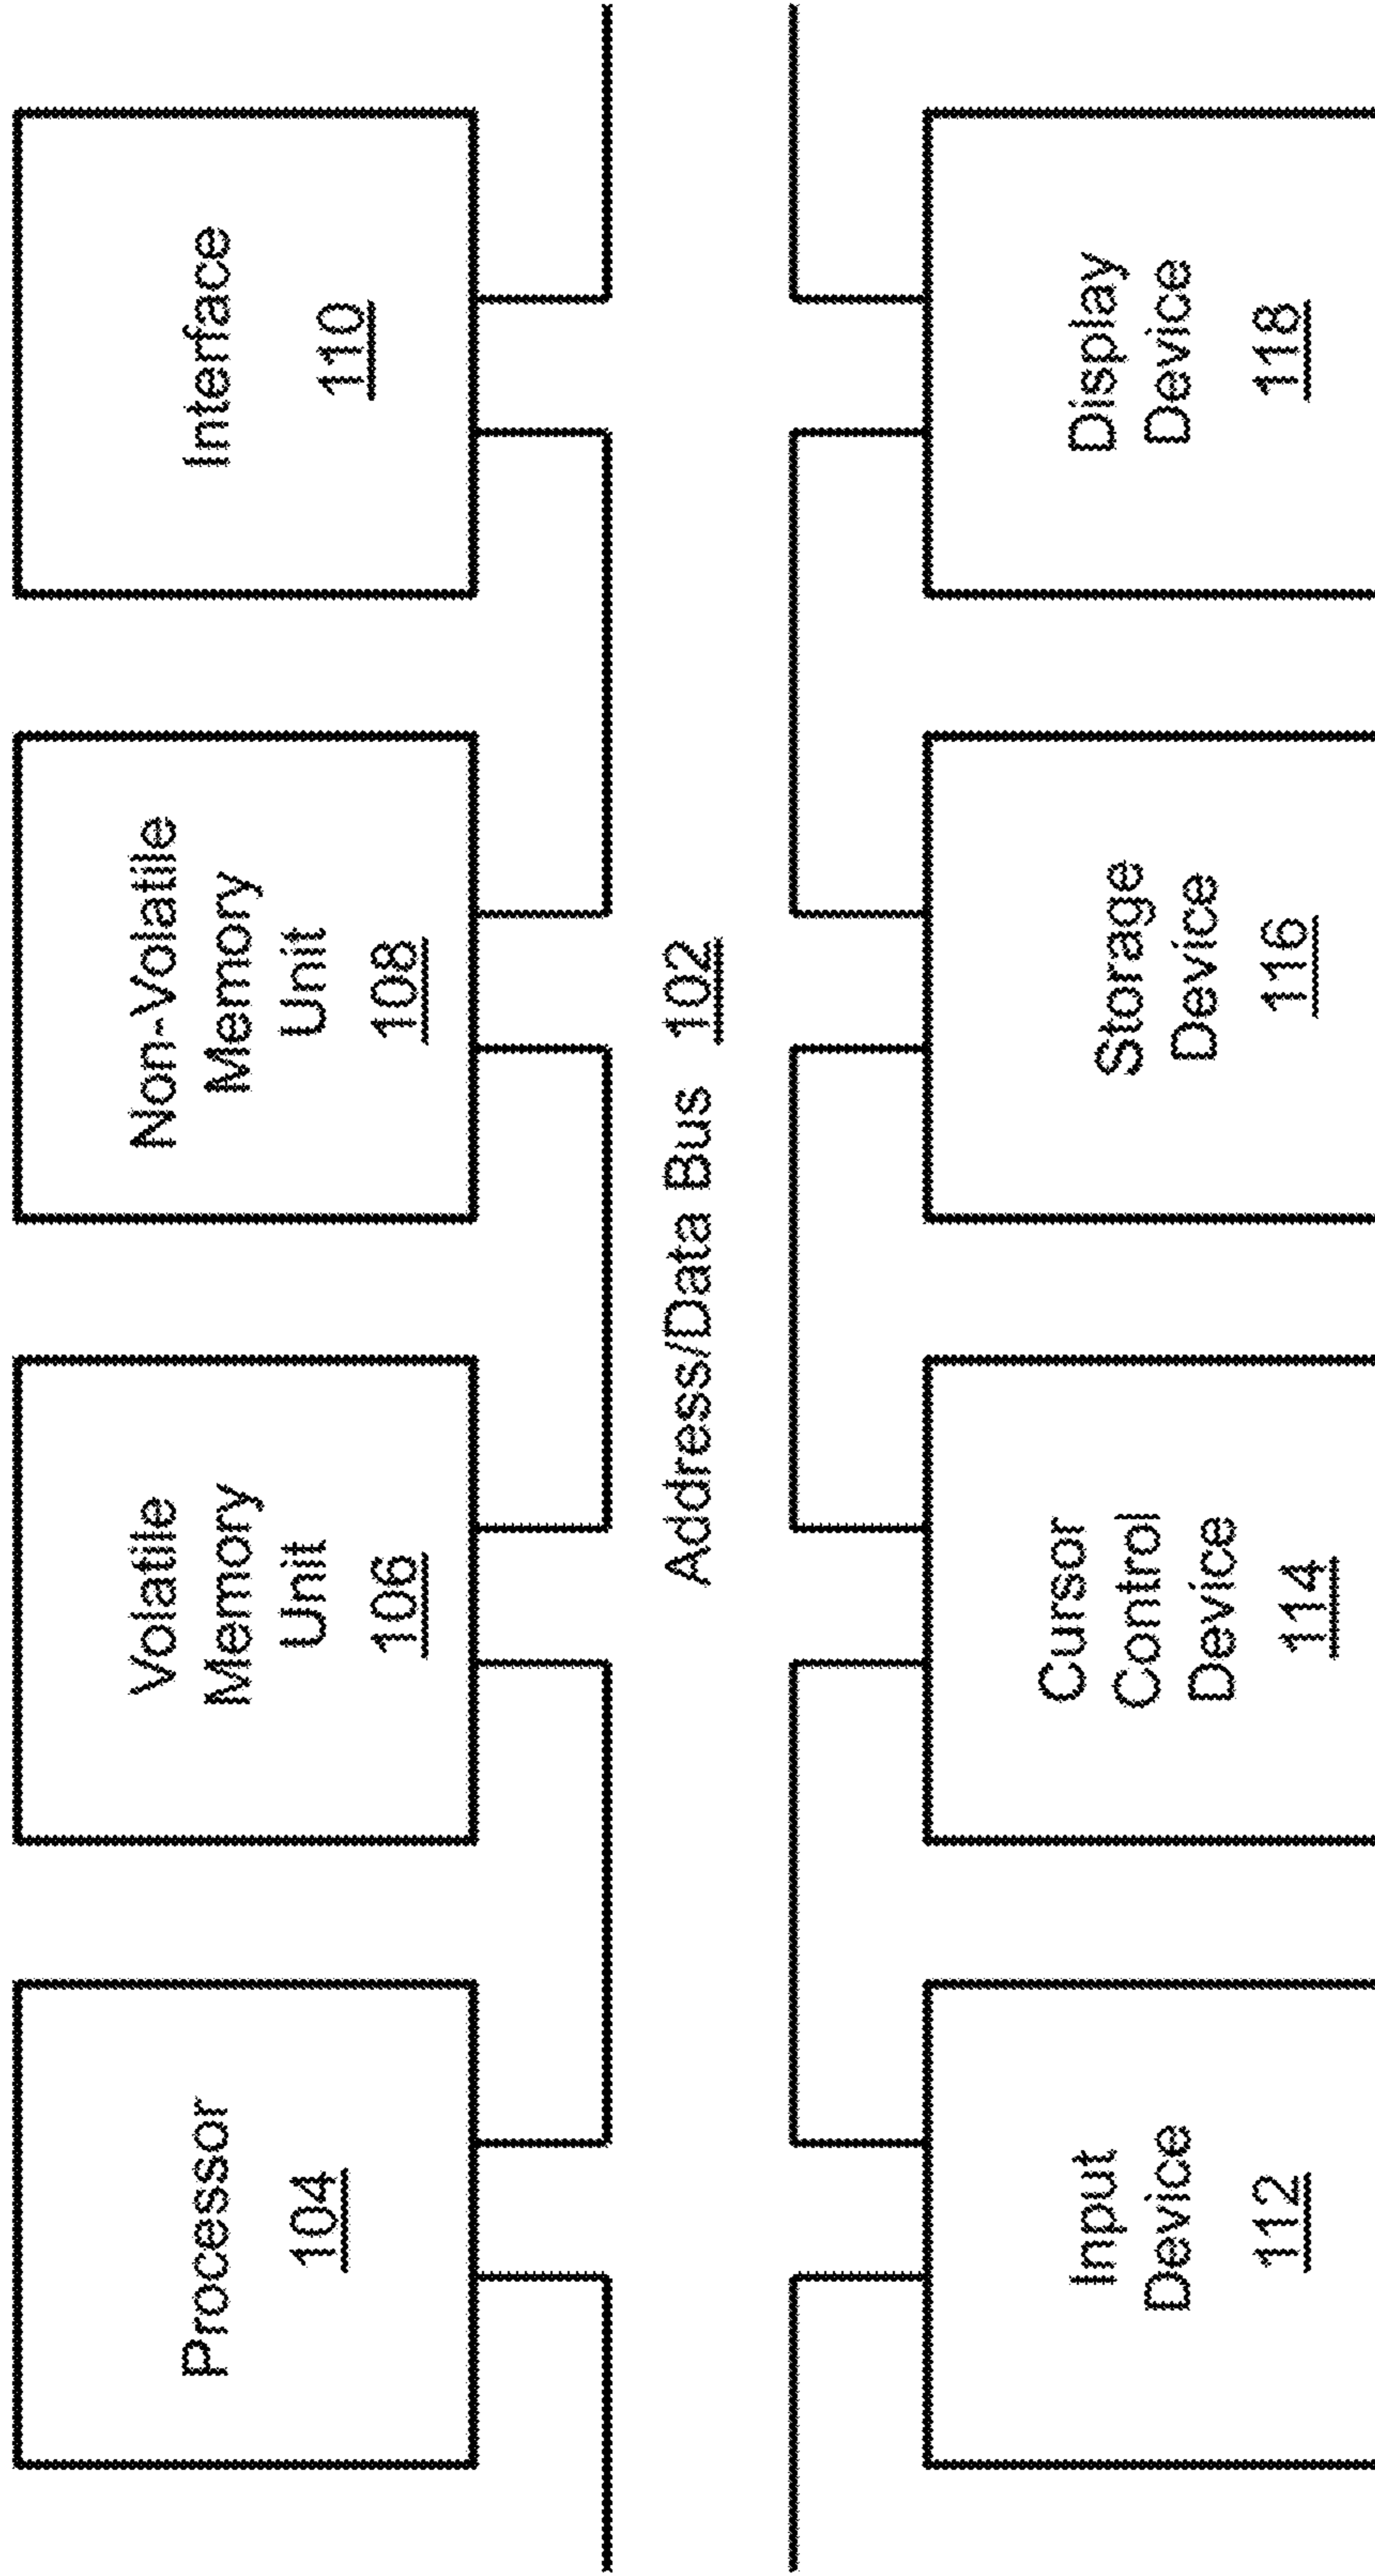 Processor
104
Volatile
Memory
Unit
106
Non-Volatile
Memory
Unit
108
Interface
110
Address/Data Bus 102
Input
Device
112
Cursor
Control
Device
114
Storage
Device
116
Display
Device
118